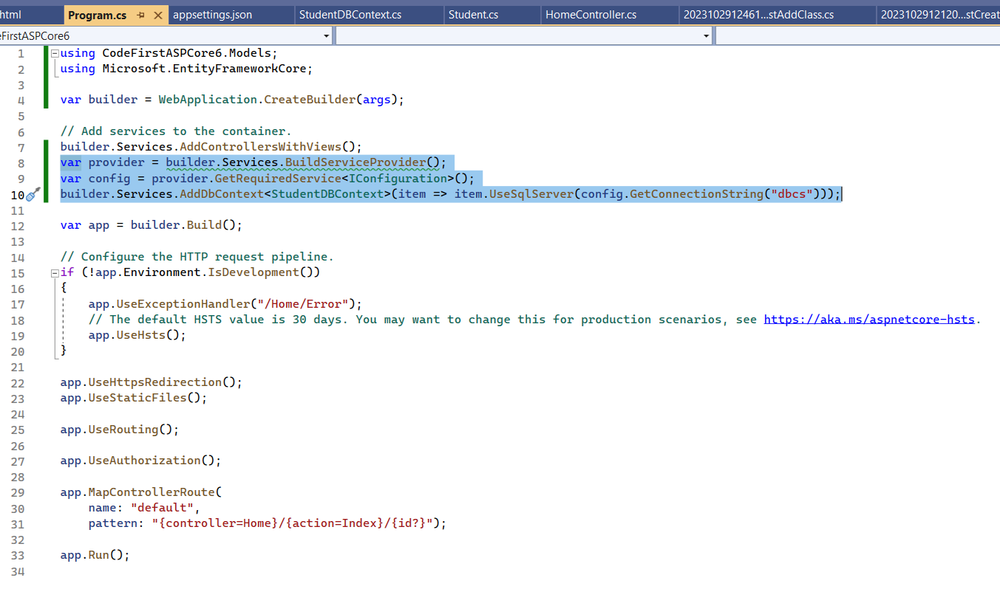 html Program.cs appsettings.json StudentDBContext.cs Student.cs HomeController.cs 2023102912461...stAddClass.cs 2023102912120...stCreat
eFirstASPCore6
1 using CodeFirstASPCore6.Models;
2 using Microsoft.EntityFrameworkCore;
3
4 var builder = WebApplication.CreateBuilder(args);
5
6 // Add services to the container.
7 builder.Services.AddControllersWithViews();
8 var provider = builder.Services.BuildServiceProvider();
9 var config = provider.GetRequiredService<IConfiguration>();
10 builder.Services.AddDbContext<StudentDBContext>(item => item.UseSqlServer(config.GetConnectionString("dbcs")));
11
12 var app = builder.Build();
13
14 // Configure the HTTP request pipeline.
15 if (!app.Environment.IsDevelopment())
16 {
17 app.UseExceptionHandler("/Home/Error");
18 // The default HSTS value is 30 days. You may want to change this for production scenarios, see https://aka.ms/aspnetcore-hsts.
19 app.UseHsts();
20 }
21
22 app.UseHttpsRedirection();
23 app.UseStaticFiles();
24
25 app.UseRouting();
26
27 app.UseAuthorization();
28
29 app.MapControllerRoute(
30 name: "default",
31 pattern: "{controller=Home}/{action=Index}/{id?}");
32
33 app.Run();
34